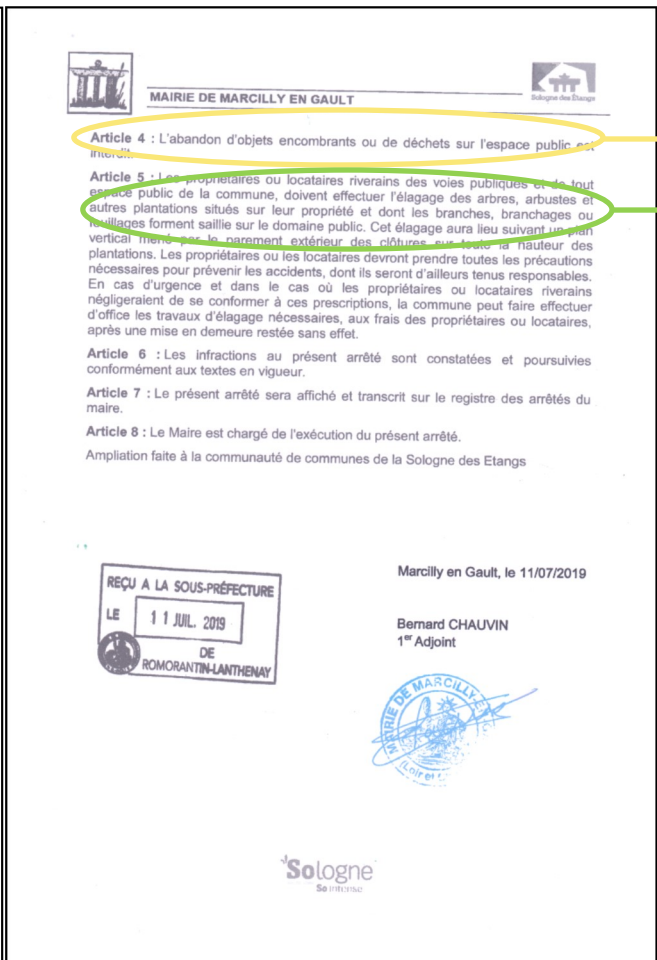 Sologne des Étangs
MAIRIE DE MARCILLY EN GAULT
Article 4 : L'abandon d'objets encombrants ou de déchets sur l'espace public est
interdit.
Article 5 : Les propriétaires ou locataires riverains des voies publiques et de tout
espace public de la commune, doivent effectuer l'élagage des arbres, arbustes et
autres plantations situés sur leur propriété et dont les branches, branchages ou
feuillages forment saillie sur le domaine public. Cet élagage aura lieu suivant un plan
vertical mené par le parement extérieur des clôtures sur toute la hauteur des
plantations. Les propriétaires ou les locataires devront prendre toutes les précautions
nécessaires pour prévenir les accidents, dont ils seront d'ailleurs tenus responsables.
En cas d'urgence et dans le cas où les propriétaires ou locataires riverains
négligeraient de se conformer à ces prescriptions, la commune peut faire effectuer
d'office les travaux d'élagage nécessaires, aux frais des propriétaires ou locataires,
après une mise en demeure restée sans effet.
Article 6 : Les infractions au présent arrêté sont constatées et poursuivies
conformément aux textes en vigueur.
Article 7 : Le présent arrêté sera affiché et transcrit sur le registre des arrêtés du
maire.
Article 8 : Le Maire est chargé de l'exécution du présent arrêté.
Ampliation faite à la communauté de communes de la Sologne des Etangs
Marcilly en Gault, le 11/07/2019
REÇU A LA SOUS-PRÉFECTURE
LE 11 JUIL. 2019
DE
ROMORANTIN-LANTHENAY
Bernard CHAUVIN
1er Adjoint
MAIRIE DE MARCILLY
(Loir et
Sologne
So intense